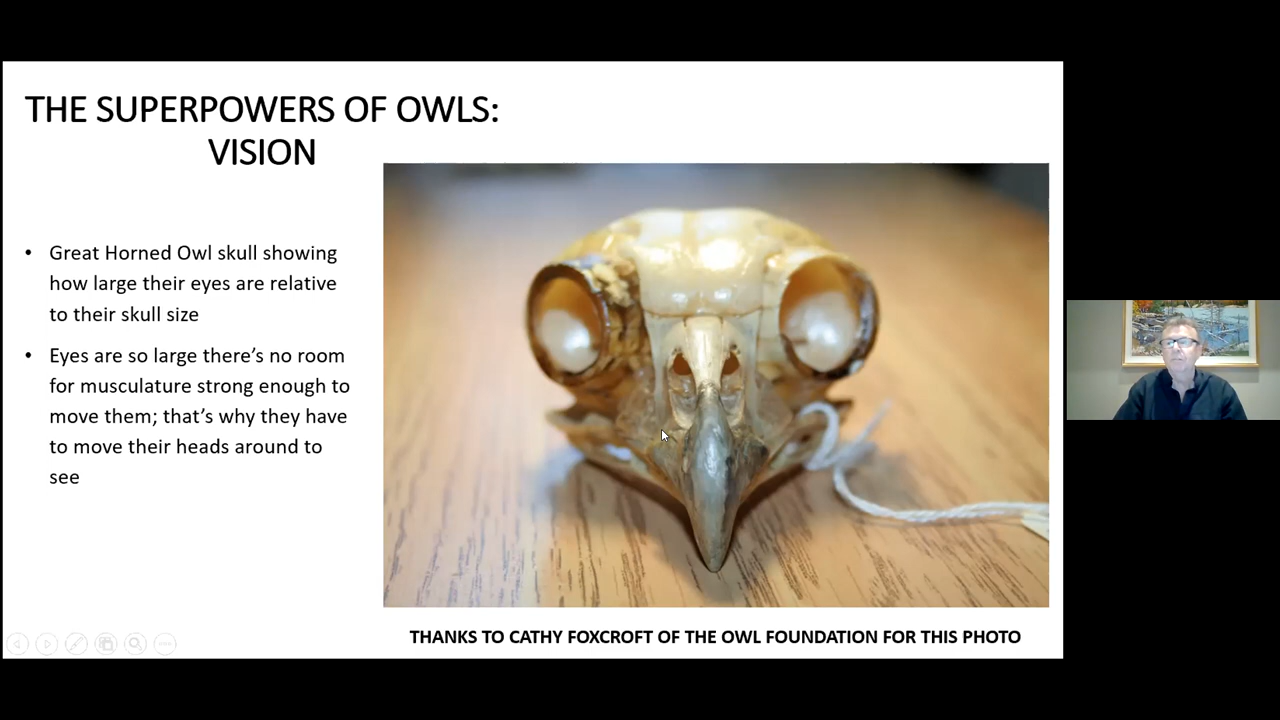 THE SUPERPOWERS OF OWLS:
VISION
• Great Horned Owl skull showing
how large their eyes are relative
to their skull size
• Eyes are so large there’s no room
for musculature strong enough to
move them; that’s why they have
to move their heads around to
see
THANKS TO CATHY FOXCROFT OF THE OWL FOUNDATION FOR THIS PHOTO